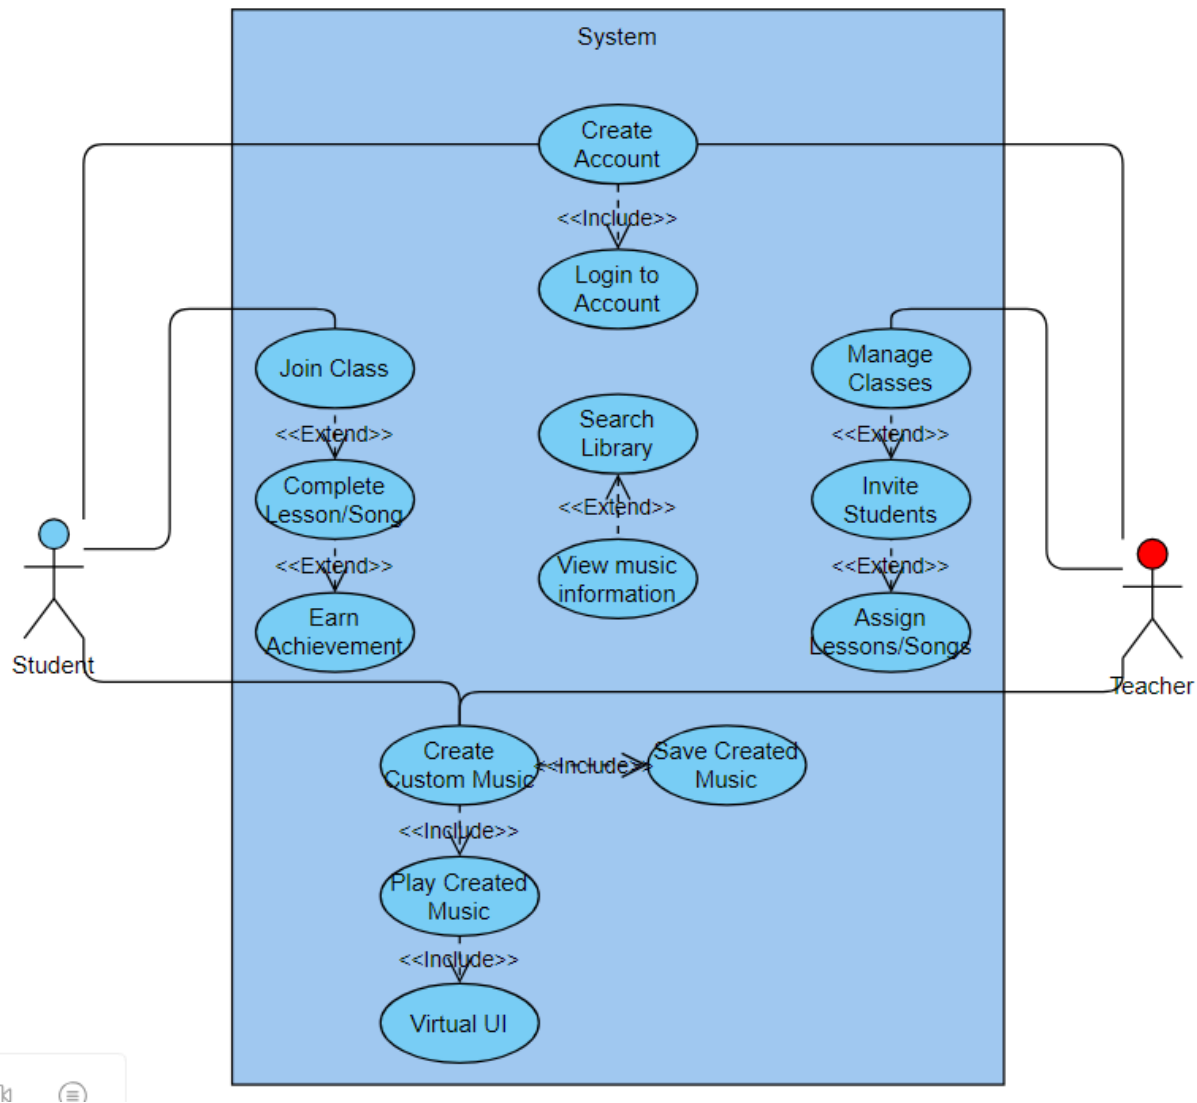 System
Create
Account
<<Include>>
Login to
Account
Join Class
<<Extend>>
Complete
Lesson/Song
<<Extend>>
Earn
Achievement
Search
Library
<<Extend>>
View music
information
Manage
Classes
<<Extend>>
Invite
Students
<<Extend>>
Assign
Lessons/Songs
Student
Teacher
Create
Custom Music
<<Include>>
Save Created
Music
<<Include>>
Play Created
Music
<<Include>>
Virtual UI